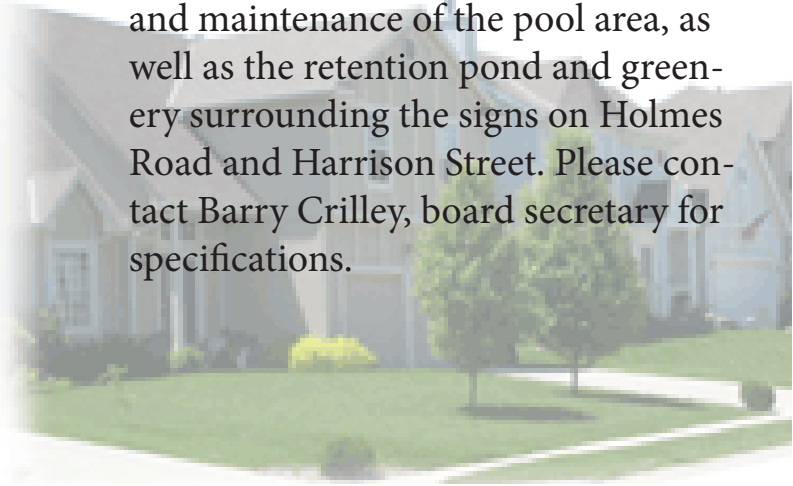 and maintenance of the pool area, as
well as the retention pond and green-
ery surrounding the signs on Holmes
Road and Harrison Street. Please con-
tact Barry Crilley, board secretary for
specifications.